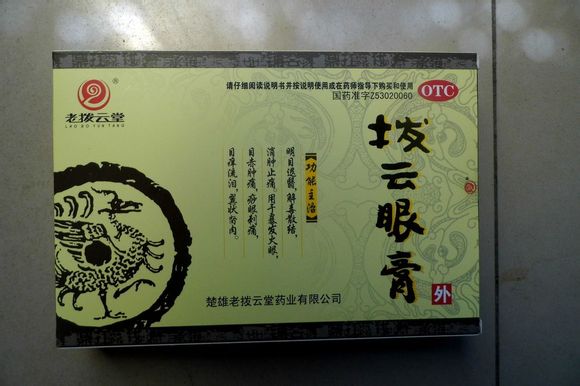 老拨云堂
LAO BO YUN TANG
请仔细阅读说明书并按说明使用或在药师指导下购买和使用
国药准字Z53020060
OTC
拨云眼膏
外
【功能主治】
明目退翳，解毒散结，
消肿止痛。用于暴发火眼，
目赤肿痛，痧眼刺痛，
目痒流泪，翼状胬肉。
楚雄老拨云堂药业有限公司